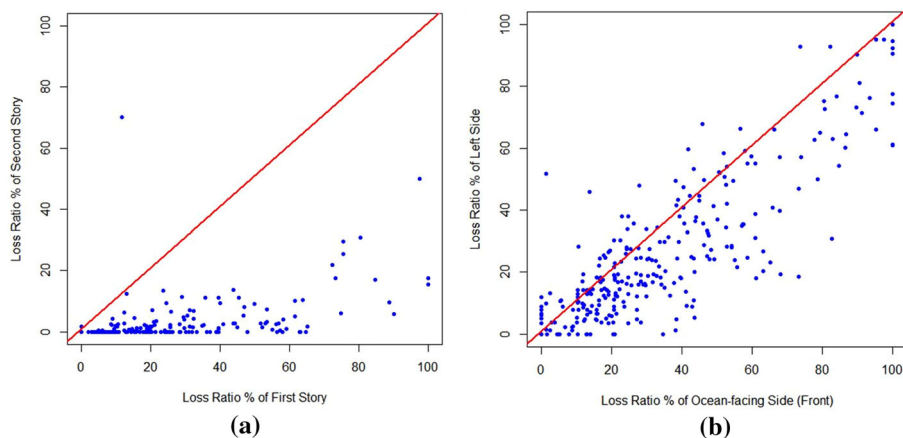 Loss Ratio % of Second Story
100
80
60
40
20
0
0 20 40 60 80 100
Loss Ratio % of First Story
(a)
Loss Ratio % of Left Side
100
80
60
40
20
0
0 20 40 60 80 100
Loss Ratio % of Ocean-facing Side (Front)
(b)